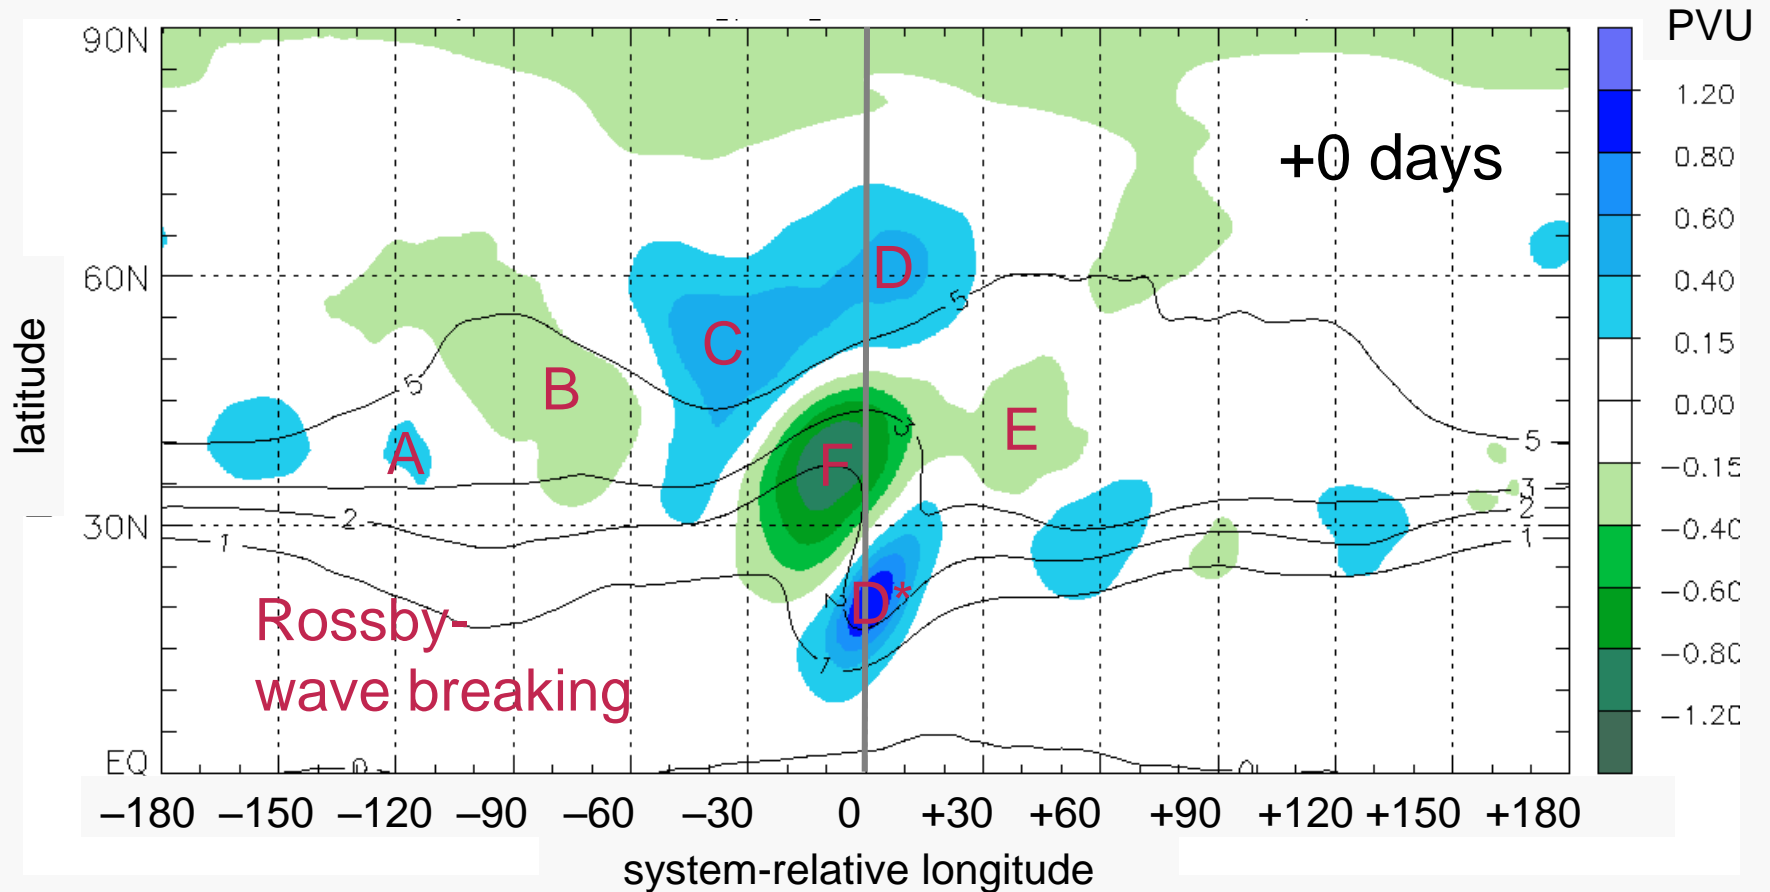 PVU
90N
+0 days
1.20
0.80
0.60
0.40
0.15
0.00
−0.15
−0.40
−0.60
−0.80
−1.20
60N
D
5
C
5
B
A
E
3
F
5
3
2
30N
2
1
1
D*
2
Rossby-
wave breaking
1
EQ
0
0
latitude
–180 –150 –120 –90 –60 –30 0 +30 +60 +90 +120 +150 +180
system-relative longitude